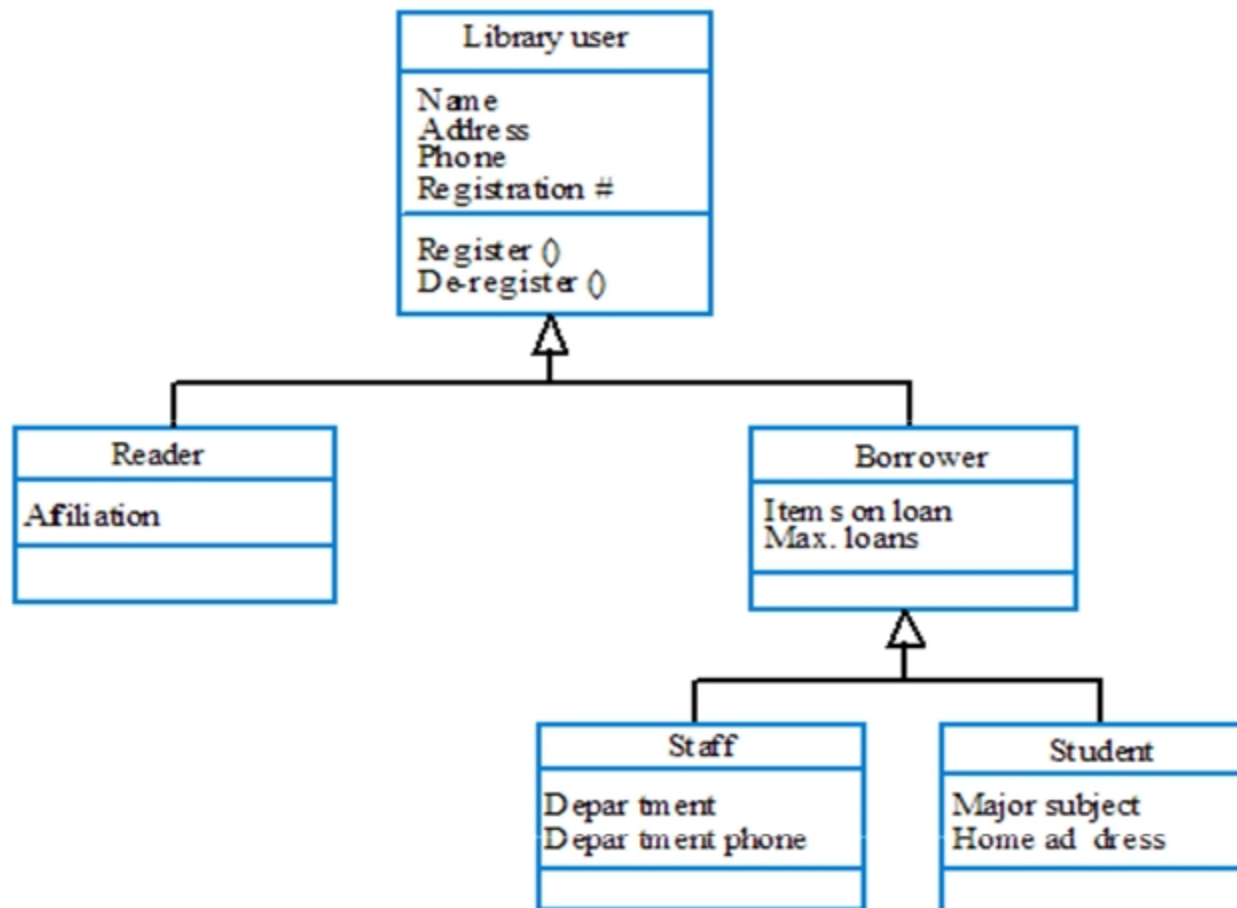 Library user
Name
Address
Phone
Registration #
Register ()
De-register ()
Reader
Affiliation
Borrower
Items on loan
Max. loans
Staff
Department
Department phone
Student
Major subject
Home address